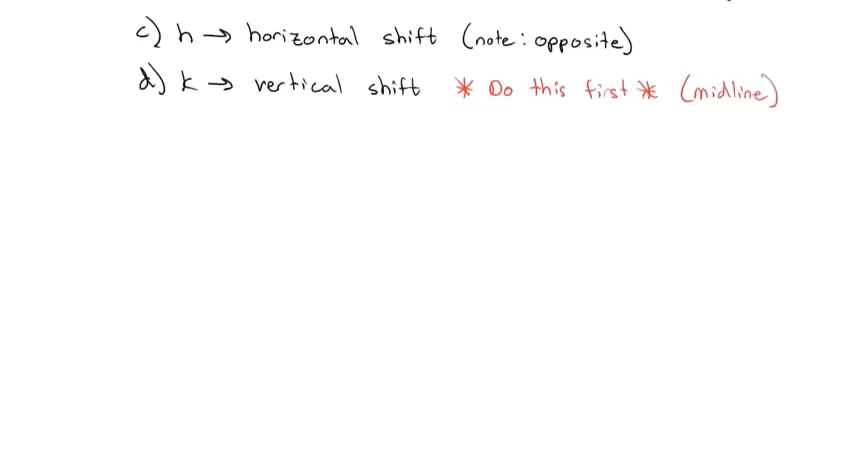 c) h → horizontal shift (note: opposite)
d) k → vertical shift * Do this first * (midline)